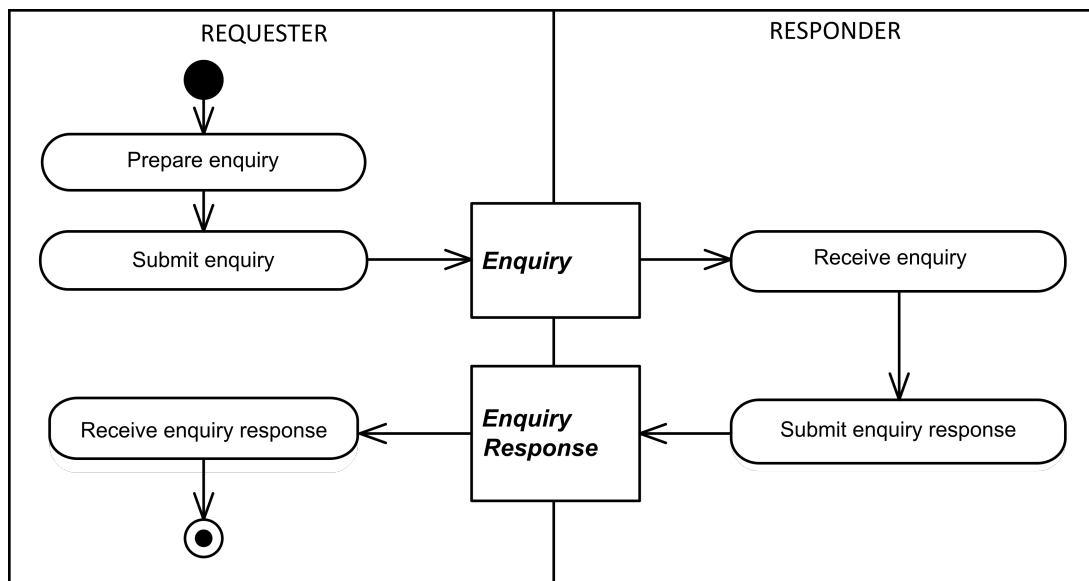 REQUESTER
RESPONDER
Prepare enquiry
Submit enquiry
Enquiry
Receive enquiry
Receive enquiry response
Enquiry
Response
Submit enquiry response